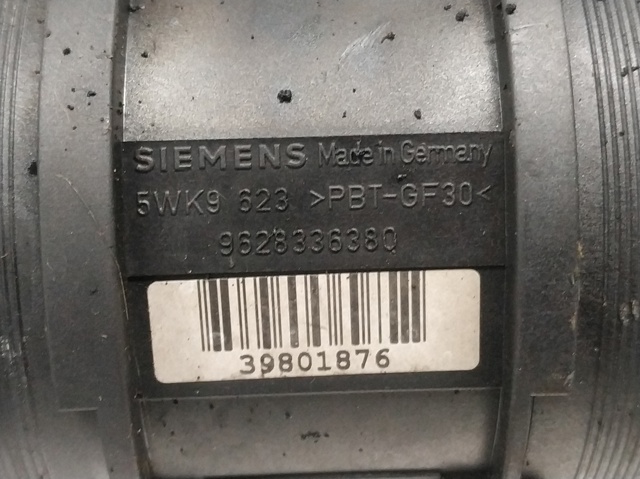 SIEMENS Made in Germany
5WK9 623 >PBT-GF30<
9628336380
39801876